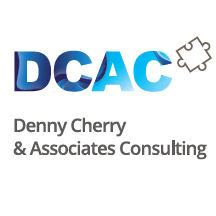 DCAC
Denny Cherry
& Associates Consulting